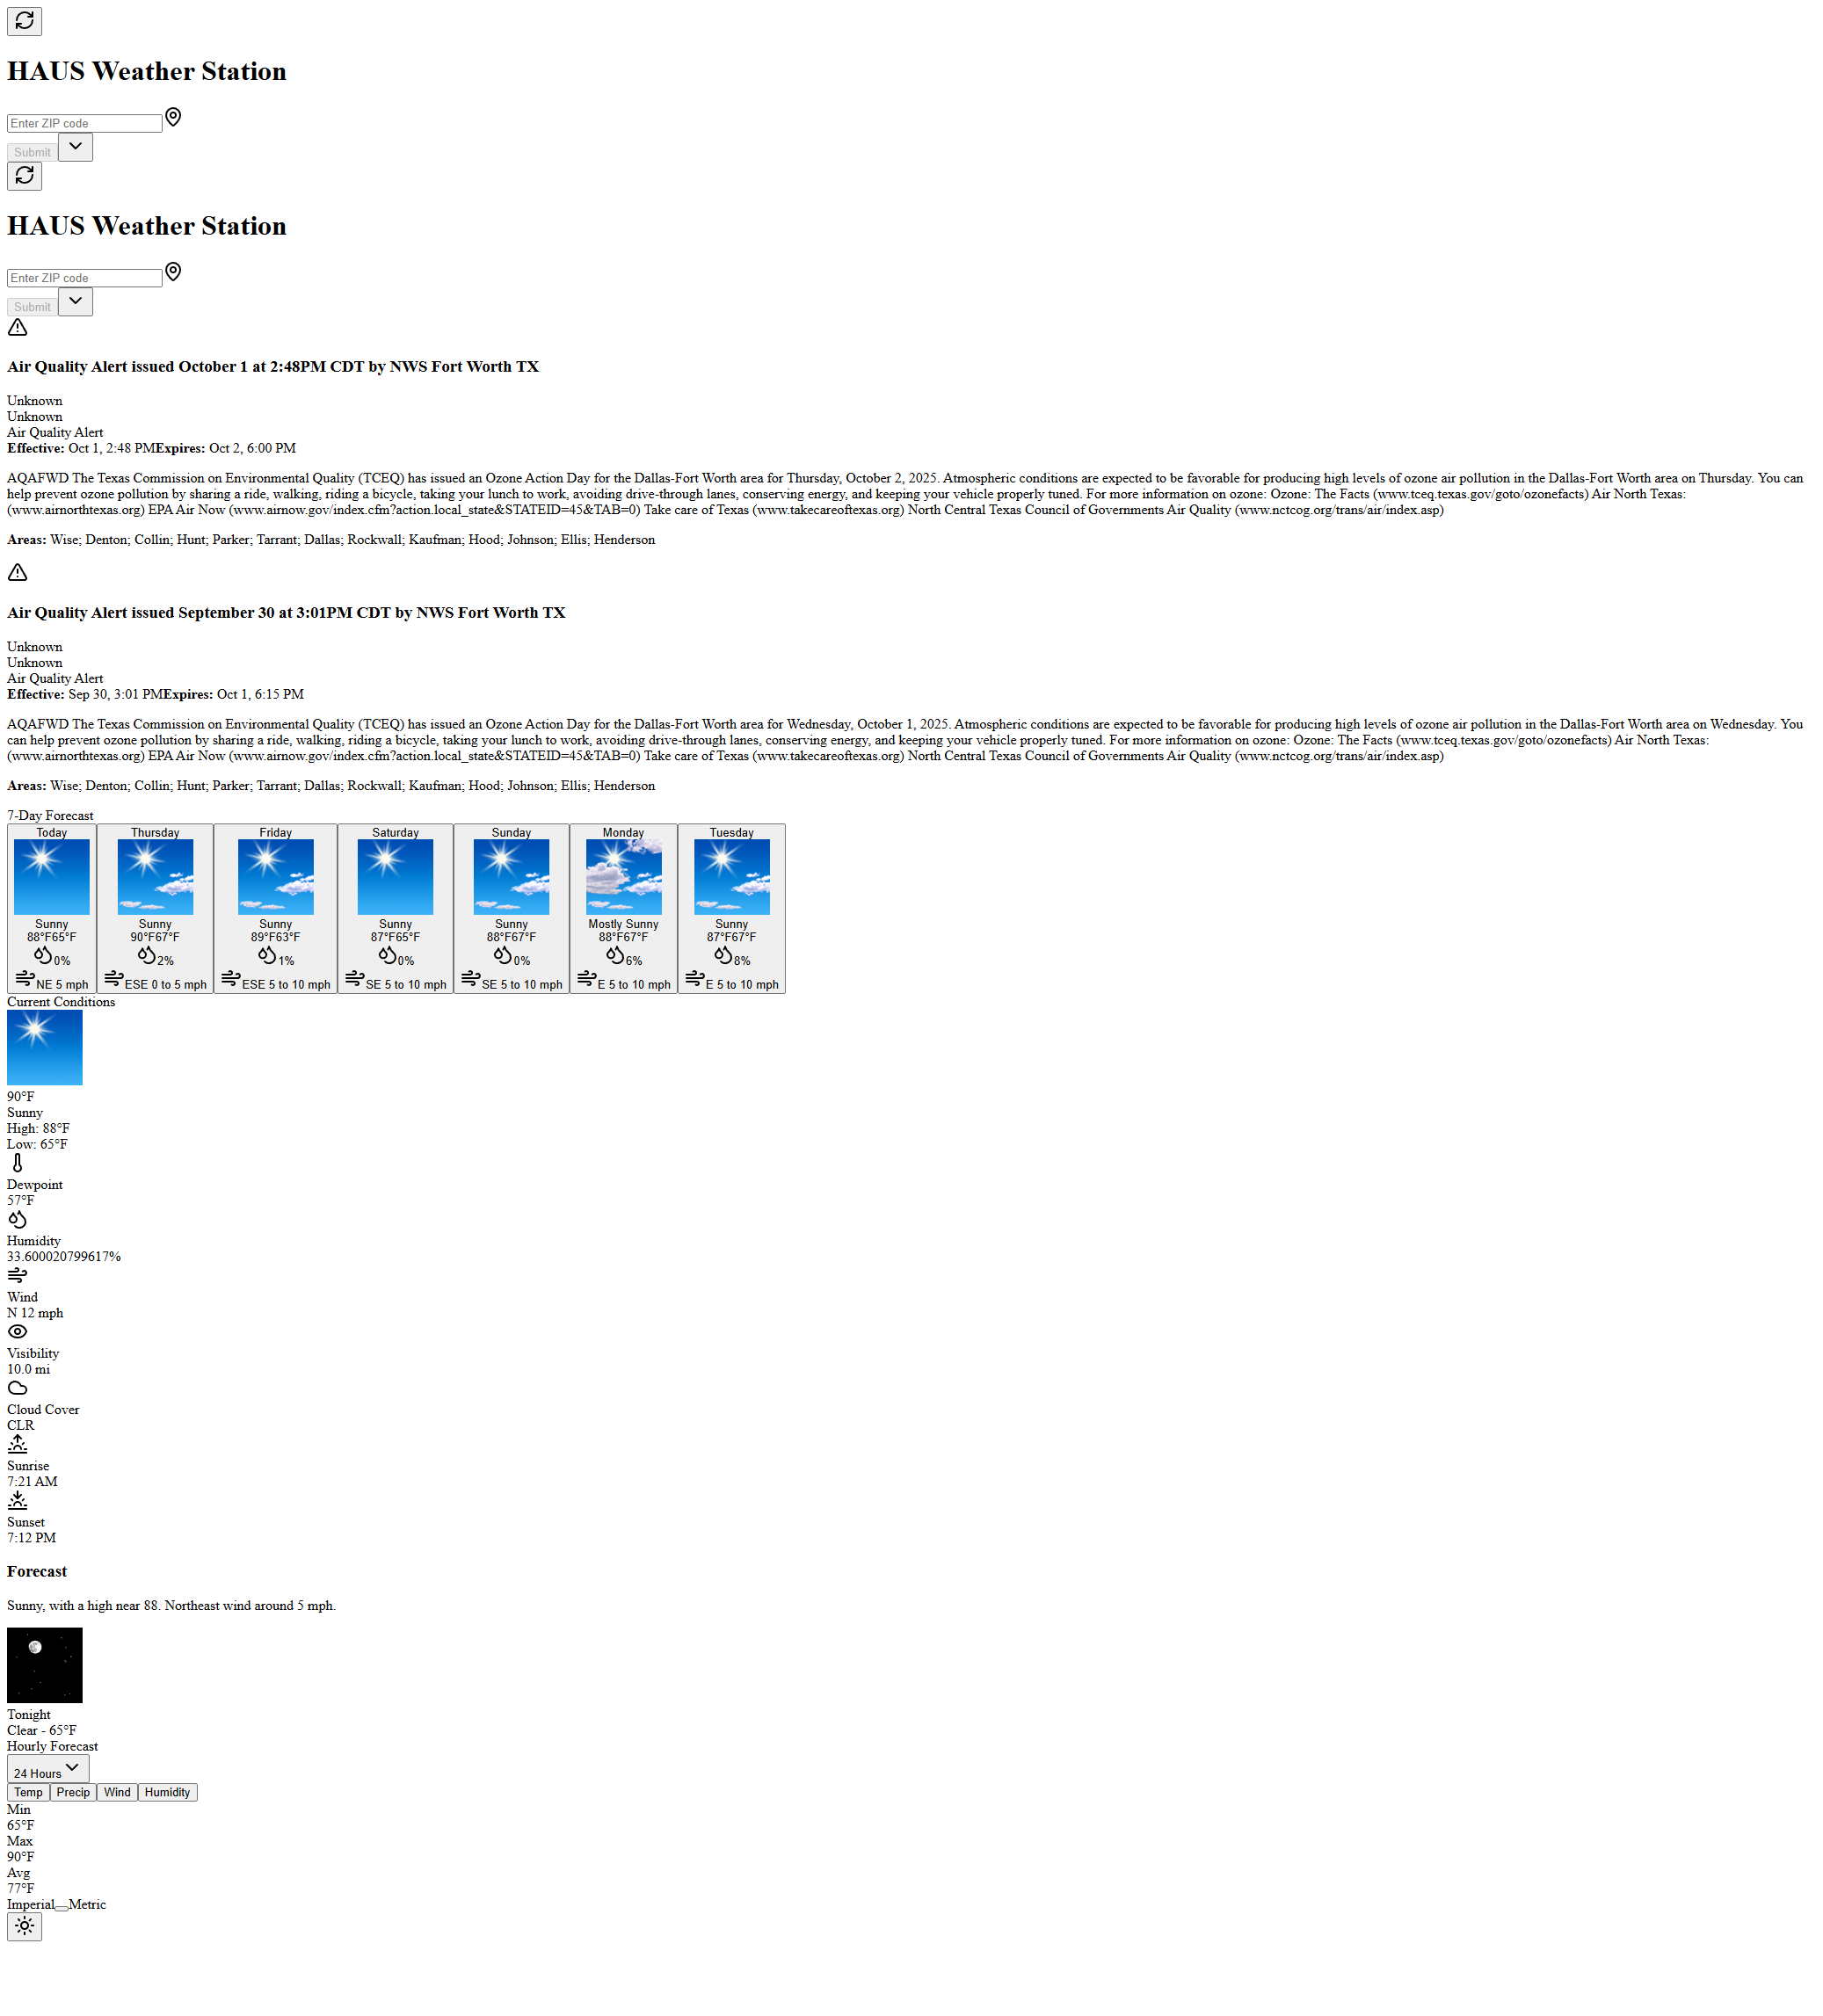 HAUS Weather Station
Enter ZIP code
Submit
HAUS Weather Station
Enter ZIP code
Submit
Air Quality Alert issued October 1 at 2:48PM CDT by NWS Fort Worth TX
Unknown
Unknown
Air Quality Alert
Effective: Oct 1, 2:48 PMExpires: Oct 2, 6:00 PM
AQAFWD The Texas Commission on Environmental Quality (TCEQ) has issued an Ozone Action Day for the Dallas-Fort Worth area for Thursday, October 2, 2025. Atmospheric conditions are expected to be favorable for producing high levels of ozone air pollution in the Dallas-Fort Worth area on Thursday. You can
help prevent ozone pollution by sharing a ride, walking, riding a bicycle, taking your lunch to work, avoiding drive-through lanes, conserving energy, and keeping your vehicle properly tuned. For more information on ozone: Ozone: The Facts (www.tceq.texas.gov/goto/ozonefacts) Air North Texas:
(www.airnorthtexas.org) EPA Air Now (www.airnow.gov/index.cfm?action.local_state&STATEID=45&TAB=0) Take care of Texas (www.takecareoftexas.org) North Central Texas Council of Governments Air Quality (www.nctcog.org/trans/air/index.asp)
Areas: Wise; Denton; Collin; Hunt; Parker; Tarrant; Dallas; Rockwall; Kaufman; Hood; Johnson; Ellis; Henderson
Air Quality Alert issued September 30 at 3:01PM CDT by NWS Fort Worth TX
Unknown
Unknown
Air Quality Alert
Effective: Sep 30, 3:01 PMExpires: Oct 1, 6:15 PM
AQAFWD The Texas Commission on Environmental Quality (TCEQ) has issued an Ozone Action Day for the Dallas-Fort Worth area for Wednesday, October 1, 2025. Atmospheric conditions are expected to be favorable for producing high levels of ozone air pollution in the Dallas-Fort Worth area on Wednesday. You
can help prevent ozone pollution by sharing a ride, walking, riding a bicycle, taking your lunch to work, avoiding drive-through lanes, conserving energy, and keeping your vehicle properly tuned. For more information on ozone: Ozone: The Facts (www.tceq.texas.gov/goto/ozonefacts) Air North Texas:
(www.airnorthtexas.org) EPA Air Now (www.airnow.gov/index.cfm?action.local_state&STATEID=45&TAB=0) Take care of Texas (www.takecareoftexas.org) North Central Texas Council of Governments Air Quality (www.nctcog.org/trans/air/index.asp)
Areas: Wise; Denton; Collin; Hunt; Parker; Tarrant; Dallas; Rockwall; Kaufman; Hood; Johnson; Ellis; Henderson
7-Day Forecast
Today
Sunny
88°F65°F
0%
NE 5 mph
Thursday
Sunny
90°F67°F
2%
ESE 0 to 5 mph
Friday
Sunny
89°F63°F
1%
ESE 5 to 10 mph
Saturday
Sunny
87°F65°F
0%
SE 5 to 10 mph
Sunday
Sunny
88°F67°F
0%
SE 5 to 10 mph
Monday
Mostly Sunny
88°F67°F
6%
E 5 to 10 mph
Tuesday
Sunny
87°F67°F
8%
E 5 to 10 mph
Current Conditions
90°F
Sunny
High: 88°F
Low: 65°F
Dewpoint
57°F
Humidity
33.600020799617%
Wind
N 12 mph
Visibility
10.0 mi
Cloud Cover
CLR
Sunrise
7:21 AM
Sunset
7:12 PM
Forecast
Sunny, with a high near 88. Northeast wind around 5 mph.
Tonight
Clear - 65°F
Hourly Forecast
24 Hours
Temp Precip Wind Humidity
Min
65°F
Max
90°F
Avg
77°F
Imperial Metric